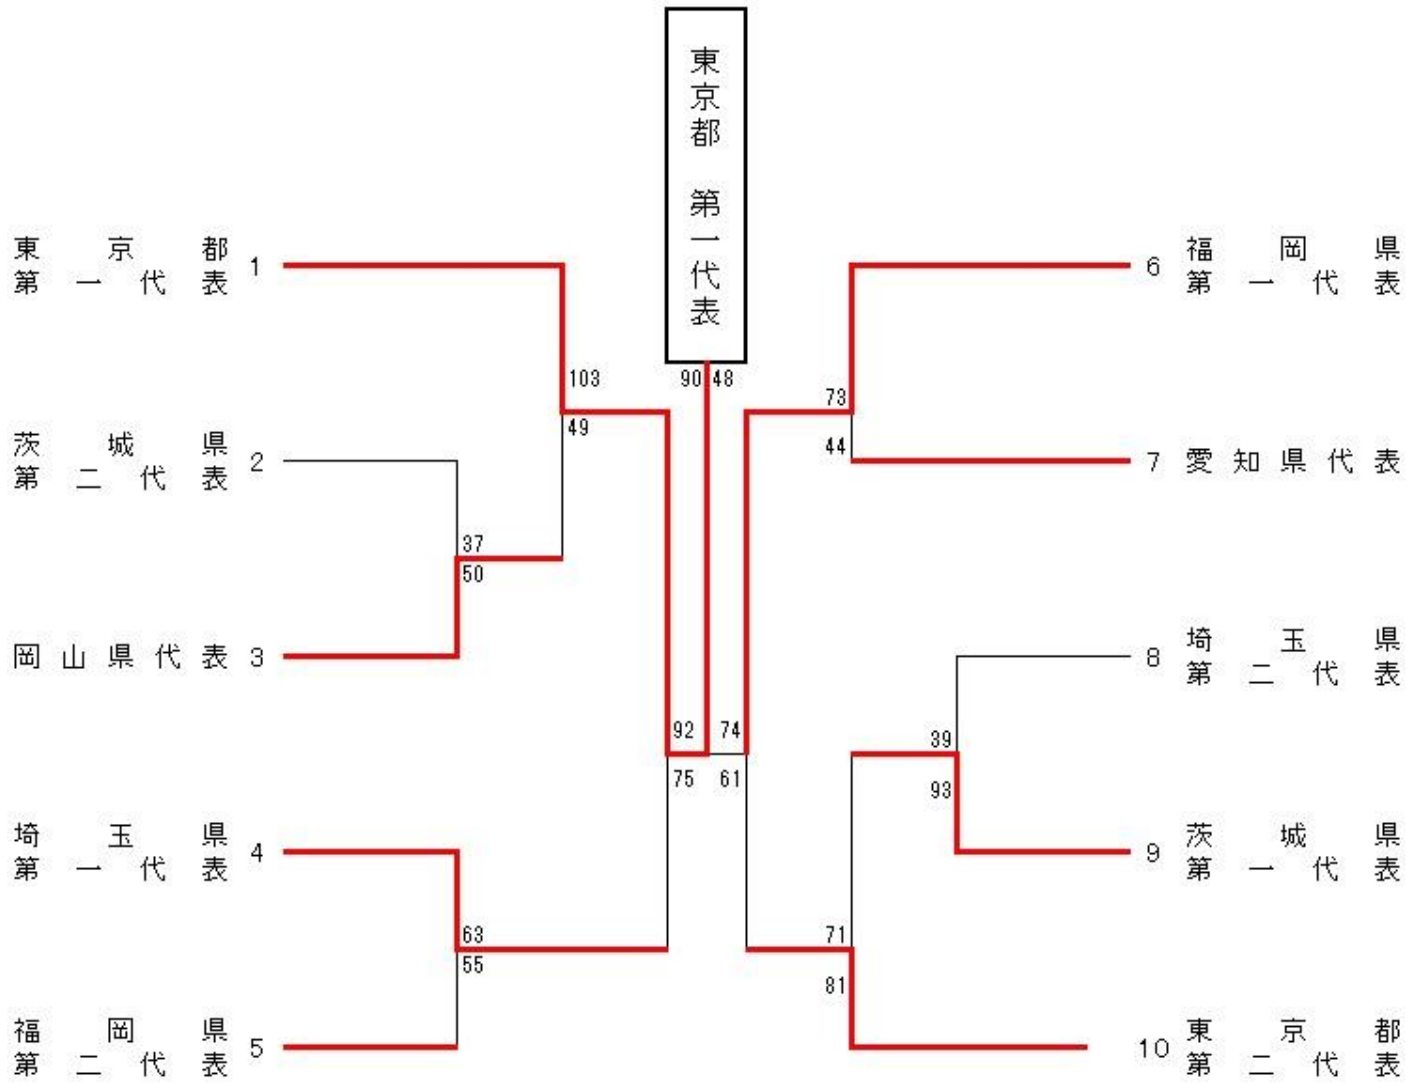 東京都 第一代表
東京都
第一代表
1
茨城県
第二代表
2
岡山県代表 3
埼玉県
第一代表
4
福岡県
第二代表
5
103
49
37
50
63
55
90 48
92 74
75 61
73
44
39
93
71
81
6
福岡県
第一代表
7 愛知県代表
8
埼玉県
第二代表
9
茨城県
第一代表
10
東京都
第二代表